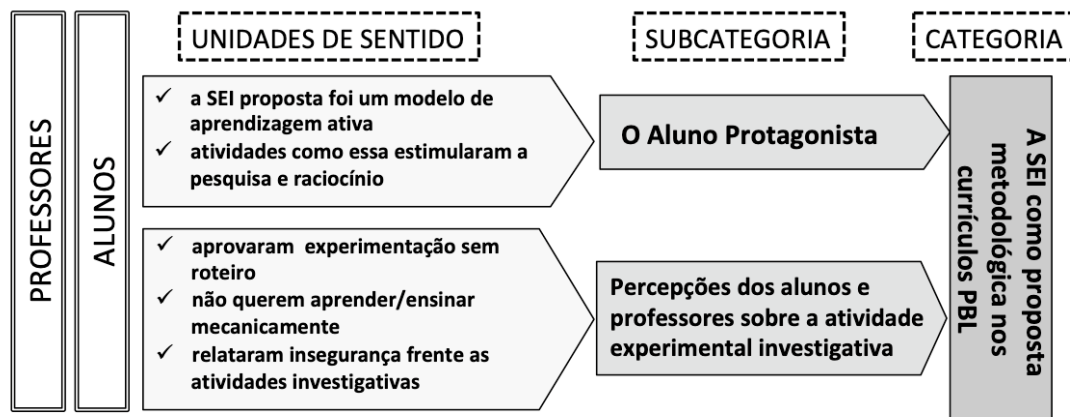 UNIDADES DE SENTIDO
SUBCATEGORIA
CATEGORIA
PROFESSORES
ALUNOS
✓ a SEI proposta foi um modelo de
aprendizagem ativa
✓ atividades como essa estimularam a
pesquisa e raciocínio
O Aluno Protagonista
✓ aprovaram experimentação sem
roteiro
✓ não querem aprender/ensinar
mecanicamente
✓ relataram insegurança frente as
atividades investigativas
Percepções dos alunos e
professores sobre a atividade
experimental investigativa
A SEI como proposta
metodológica nos
currículos PBL